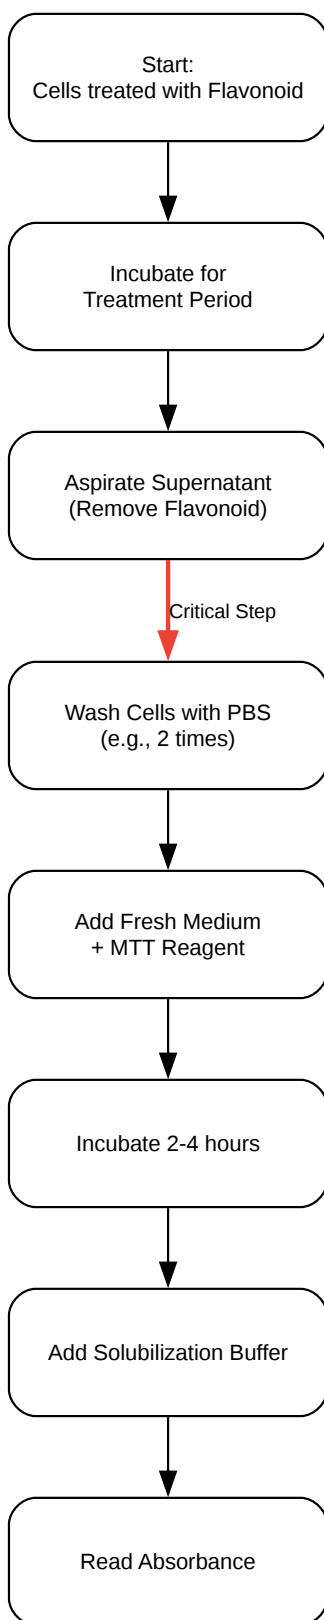 Start:
Cells treated with Flavonoid
Incubate for
Treatment Period
Aspirate Supernatant
(Remove Flavonoid)
Critical Step
Wash Cells with PBS
(e.g., 2 times)
Add Fresh Medium
+ MTT Reagent
Incubate 2-4 hours
Add Solubilization Buffer
Read Absorbance